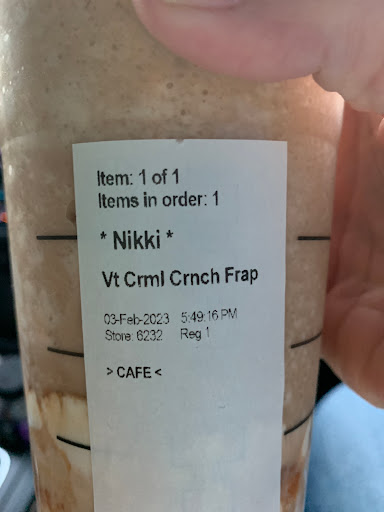 Item: 1 of 1
Items in order: 1
* Nikki *
Vt Crml Crnch Frap
03-Feb-2023 5:49:16 PM
Store: 6232 Reg 1
> CAFE <